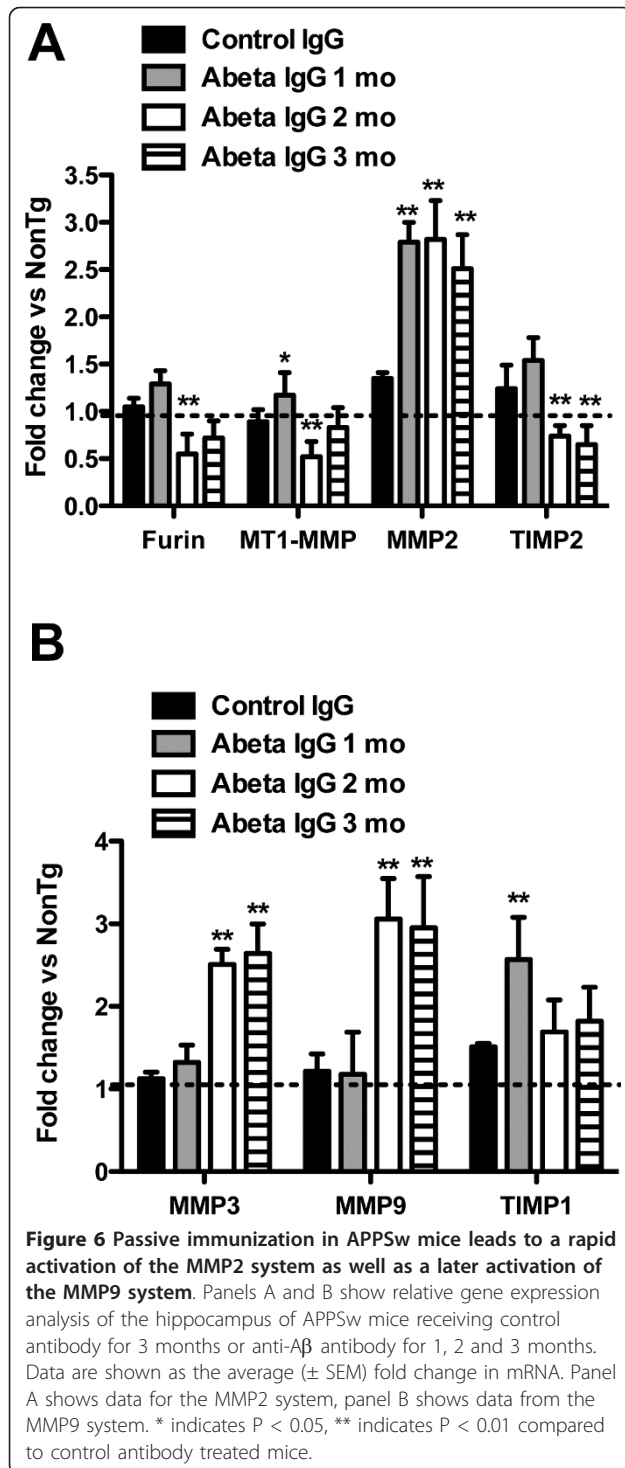 A
Control IgG
Abeta IgG 1 mo
Abeta IgG 2 mo
Abeta IgG 3 mo
Fold change vs NonTg
3.5
3.0
2.5
2.0
1.5
1.0
0.5
0.0
**
*
**
**
**
**
**
**
Furin
MT1-MMP
MMP2
TIMP2
B
Control IgG
Abeta IgG 1 mo
Abeta IgG 2 mo
Abeta IgG 3 mo
Fold change vs NonTg
4
3
2
1
0
**
**
**
**
**
MMP3
MMP9
TIMP1
Figure 6 Passive immunization in APPSw mice leads to a rapid
activation of the MMP2 system as well as a later activation of
the MMP9 system. Panels A and B show relative gene expression
analysis of the hippocampus of APPSw mice receiving control
antibody for 3 months or anti-Aβ antibody for 1, 2 and 3 months.
Data are shown as the average (± SEM) fold change in mRNA. Panel
A shows data for the MMP2 system, panel B shows data from the
MMP9 system. * indicates P < 0.05, ** indicates P < 0.01 compared
to control antibody treated mice.